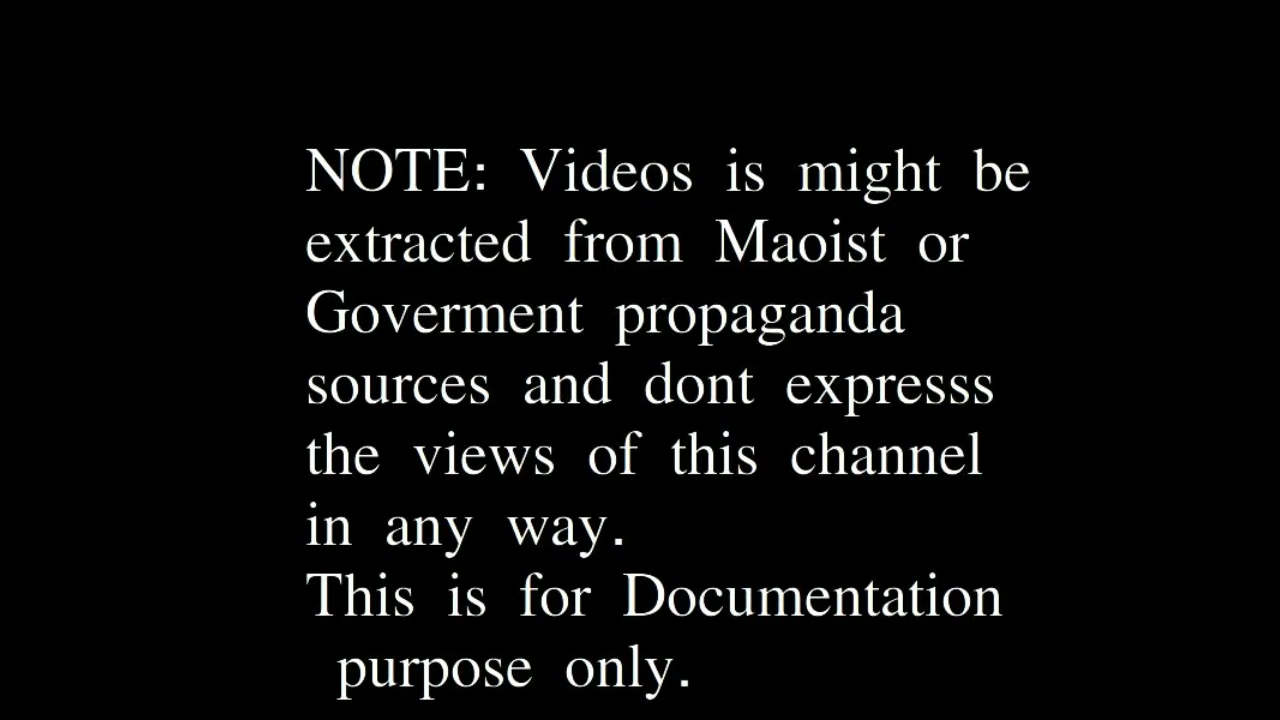 NOTE: Videos is might be
extracted from Maoist or
Goverment propaganda
sources and dont expresss
the views of this channel
in any way.
This is for Documentation
purpose only.